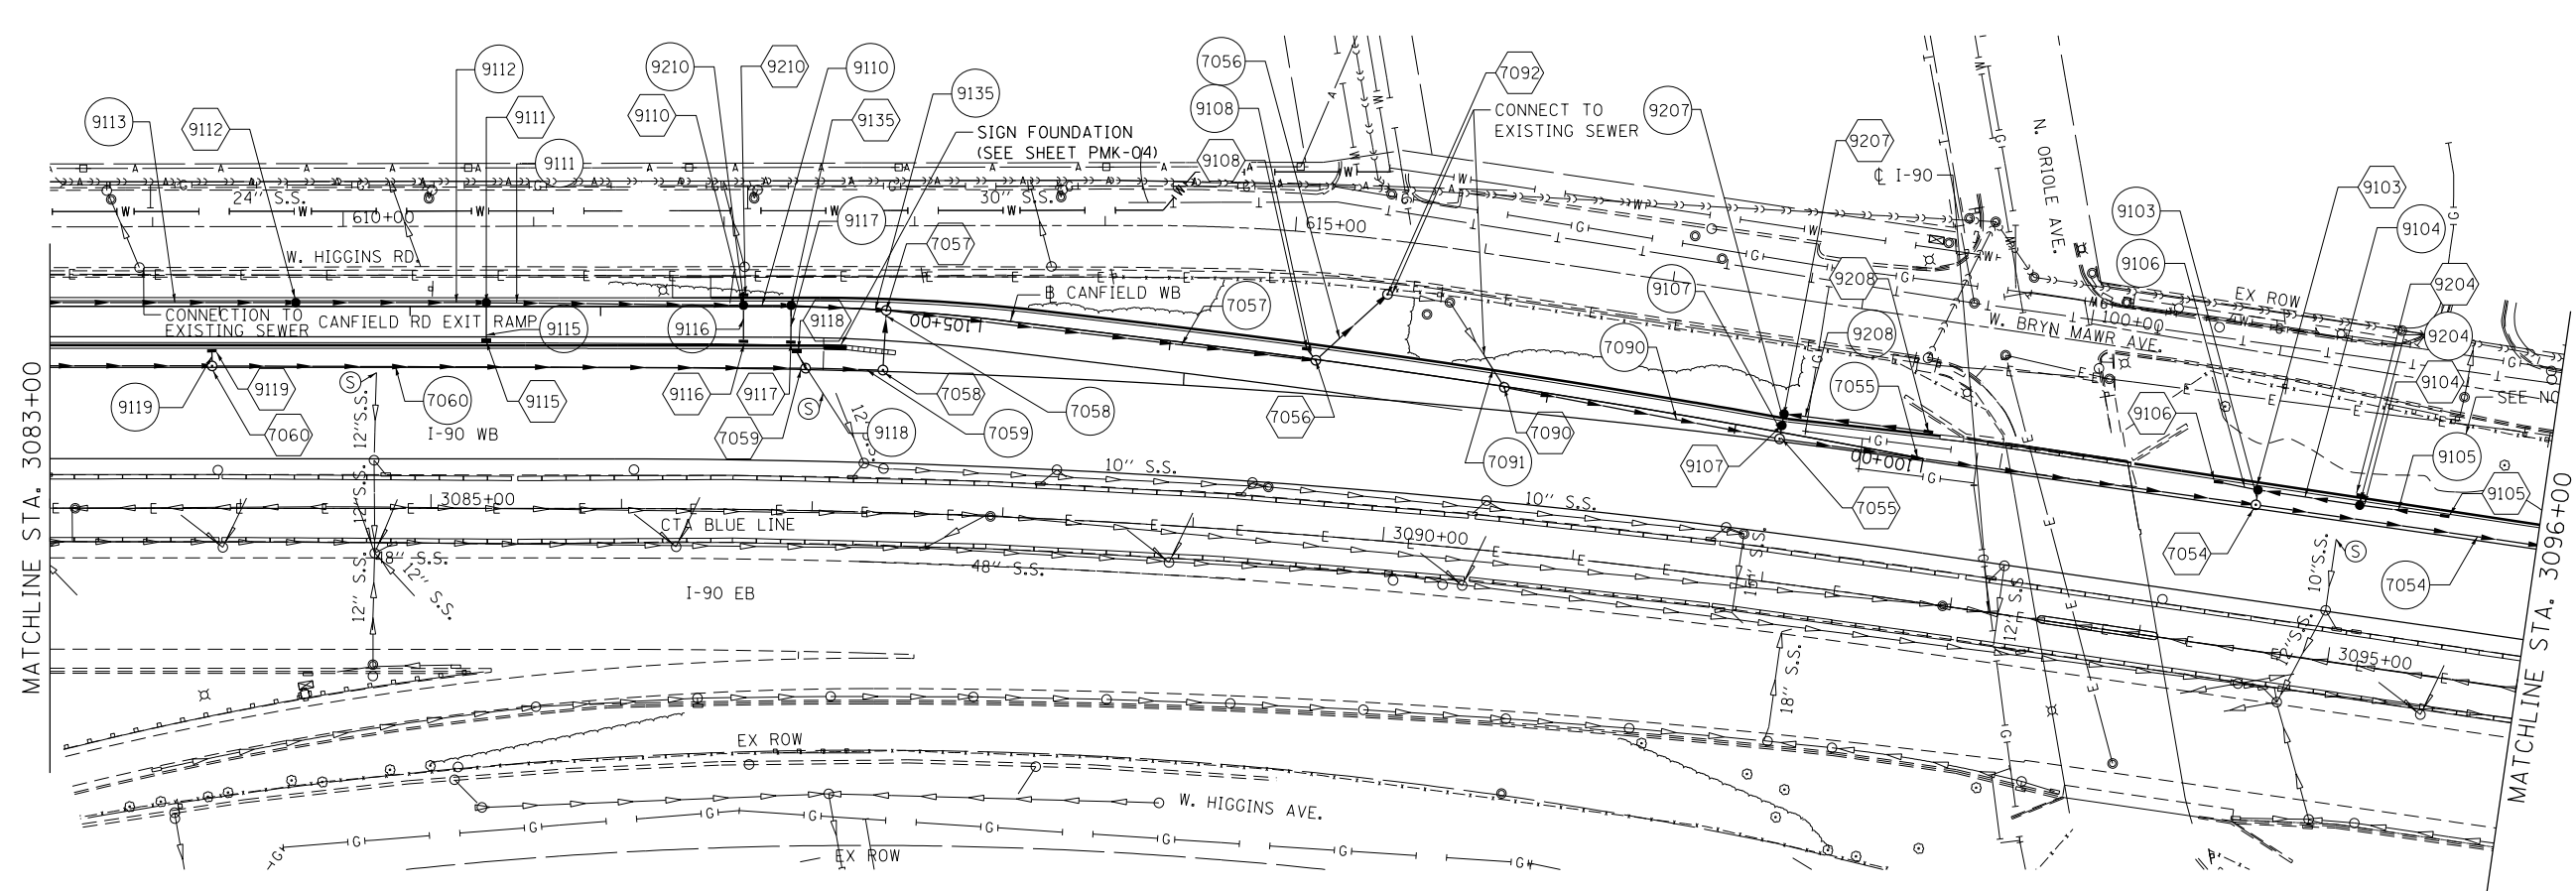 9112
9210
9210
9110
7056
7092
9135
9108
9207
9113
9112
9111
9110
9135
CONNECT TO
EXISTING SEWER
SIGN FOUNDATION
(SEE SHEET PMK-04)
9111
9108
9207
℄ I-90
N. ORIOLE AVE.
9103
9103
24" S.S.
30" S.S.
610+00
615+00
9117
7057
9104
9106
W. HIGGINS RD.
9107
9208
9204
EX ROW
℄ CANFIELD WB
7057
CONNECTION TO
EXISTING SEWER
CANFIELD RD EXIT RAMP
9115
9116
9118
1105+00
7090
9208
100+00
W. BRYN MAWR AVE.
9204
MATCHLINE STA. 3083+00
9119
9119
7060
7060
9115
9116
9117
7058
7058
7056
7055
9104
9106
SEE NO
S
S
12"S.S.
I-90 WB
7059
12" S.S.
9118
7059
7090
7091
9107
1100+00
9105
9105
7055
10" S.S.
10" S.S.
12"S.S.
3085+00
CTA BLUE LINE
3090+00
7054
7054
S
10"S.S.
48"S.S.
12" S.S.
12" S.S.
48" S.S.
I-90 EB
12" S.S.
12"S.S.
3095+00
18" S.S.
MATCHLINE STA. 3096+00
EX ROW
W. HIGGINS AVE.
EX ROW